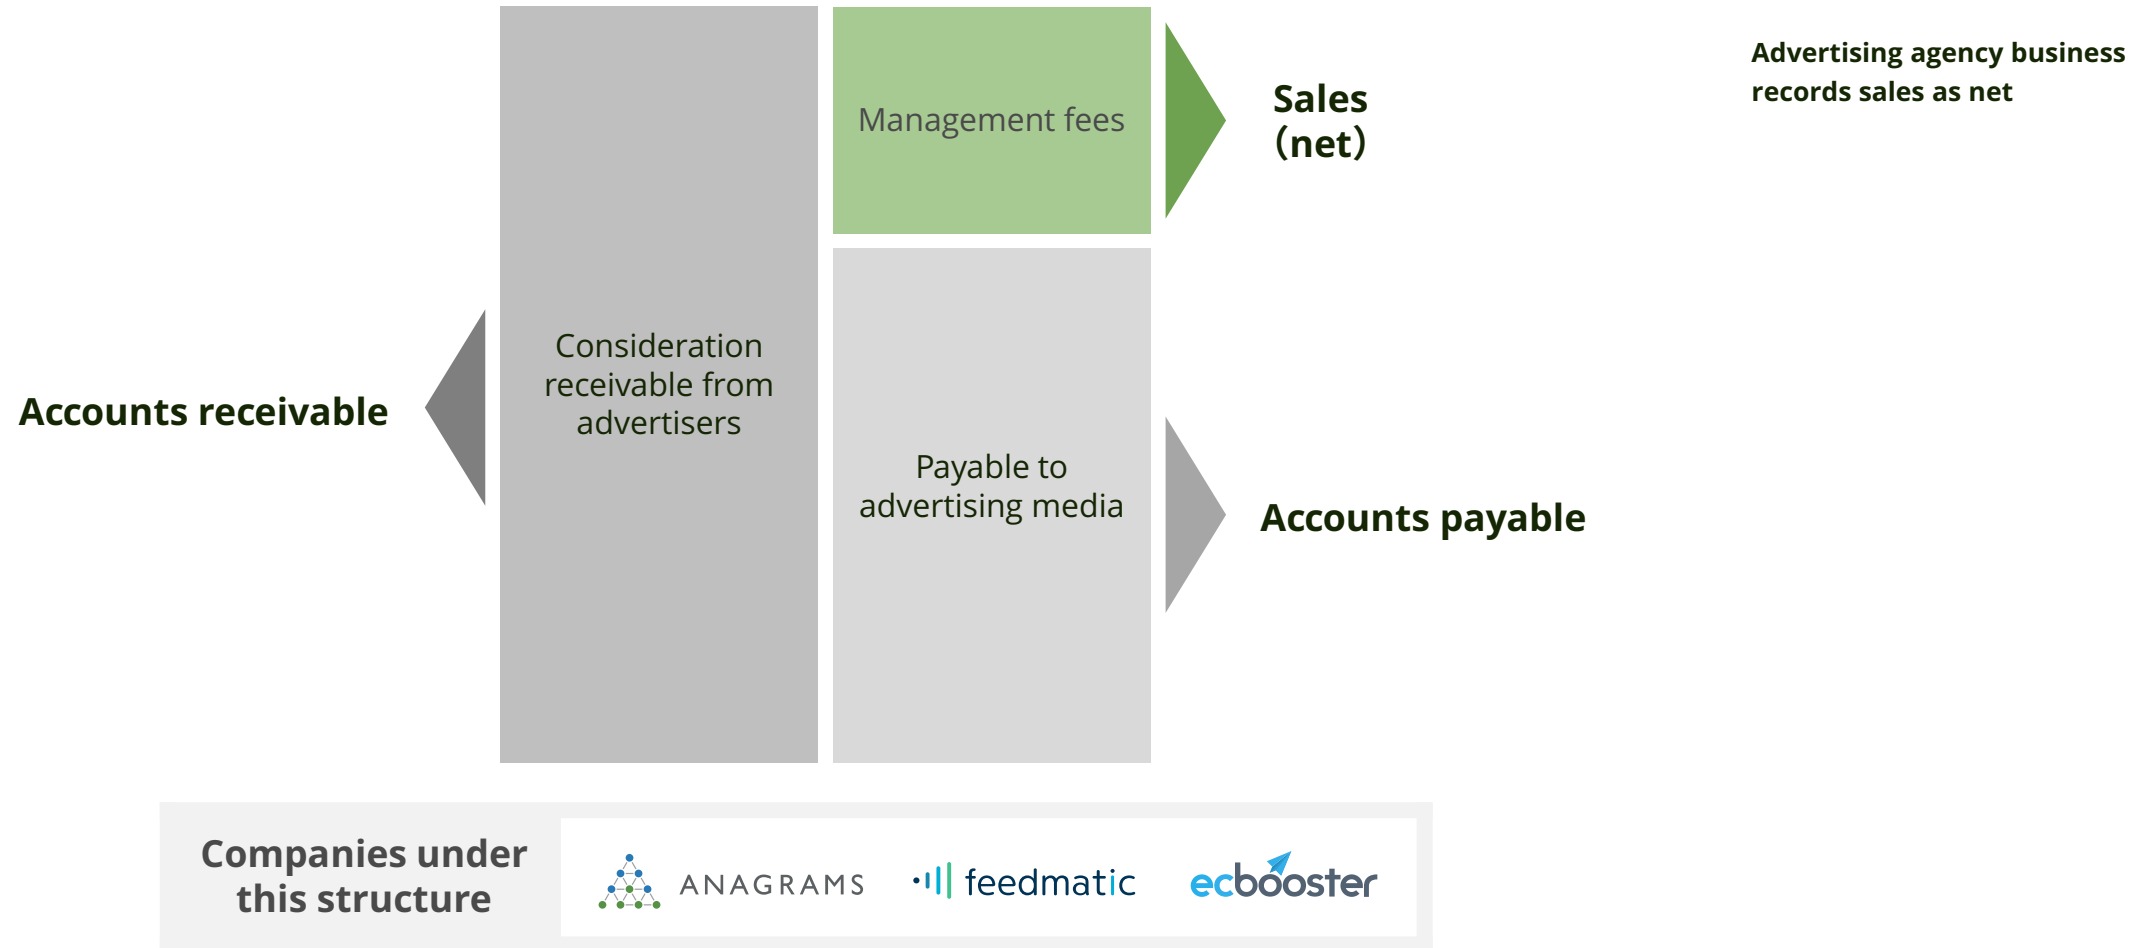 Advertising agency business
records sales as net
Management fees
Sales
(net)
Consideration
receivable from
advertisers
Accounts receivable
Payable to
advertising media
Accounts payable
Companies under
this structure
ANAGRAMS
feedmatic
ecbooster